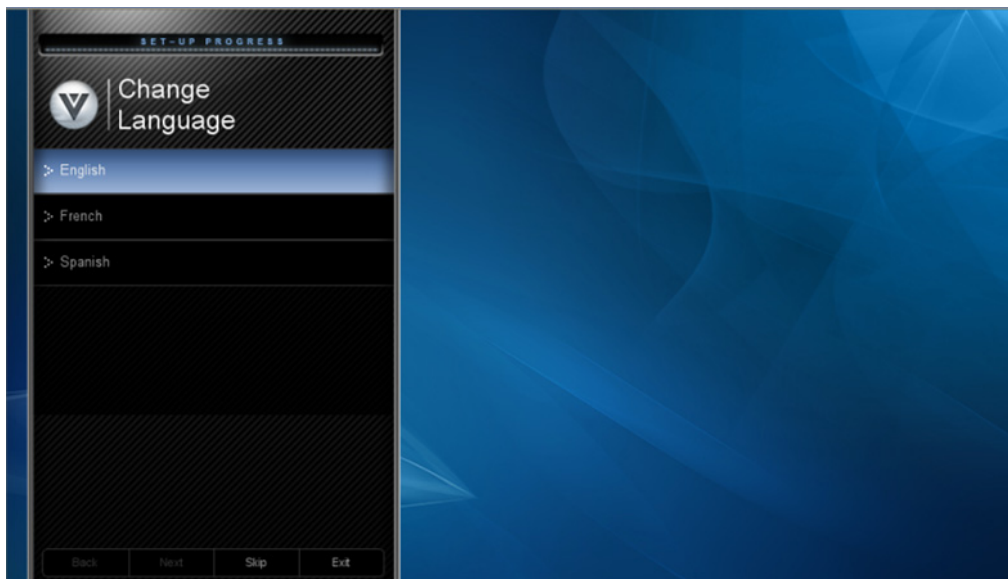 SET-UP PROGRESS
Change
Language
English
French
Spanish
Back Next Skip Exit